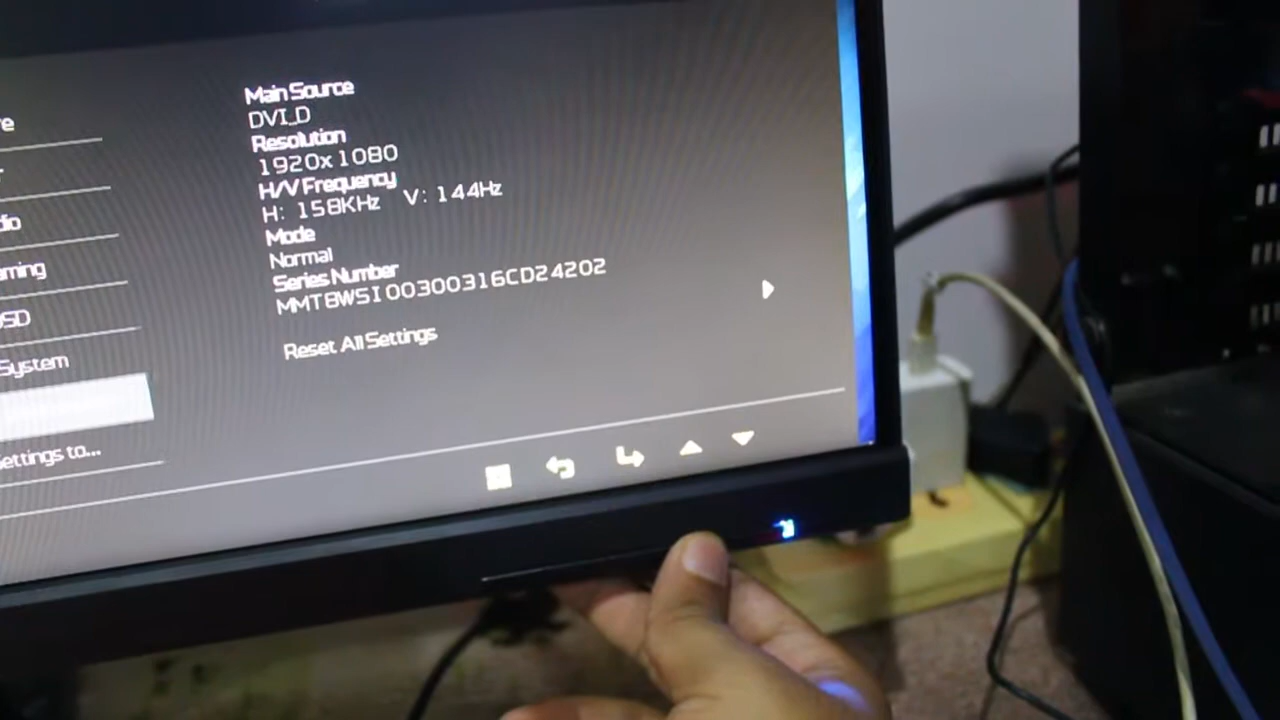 Main Source
DVI_D
Resolution
1920x1080
H/V Frequency
H: 158KHz V: 144Hz
Mode
Normal
Series Number
MMT8WSI00300316CD24202
Reset All Settings
System